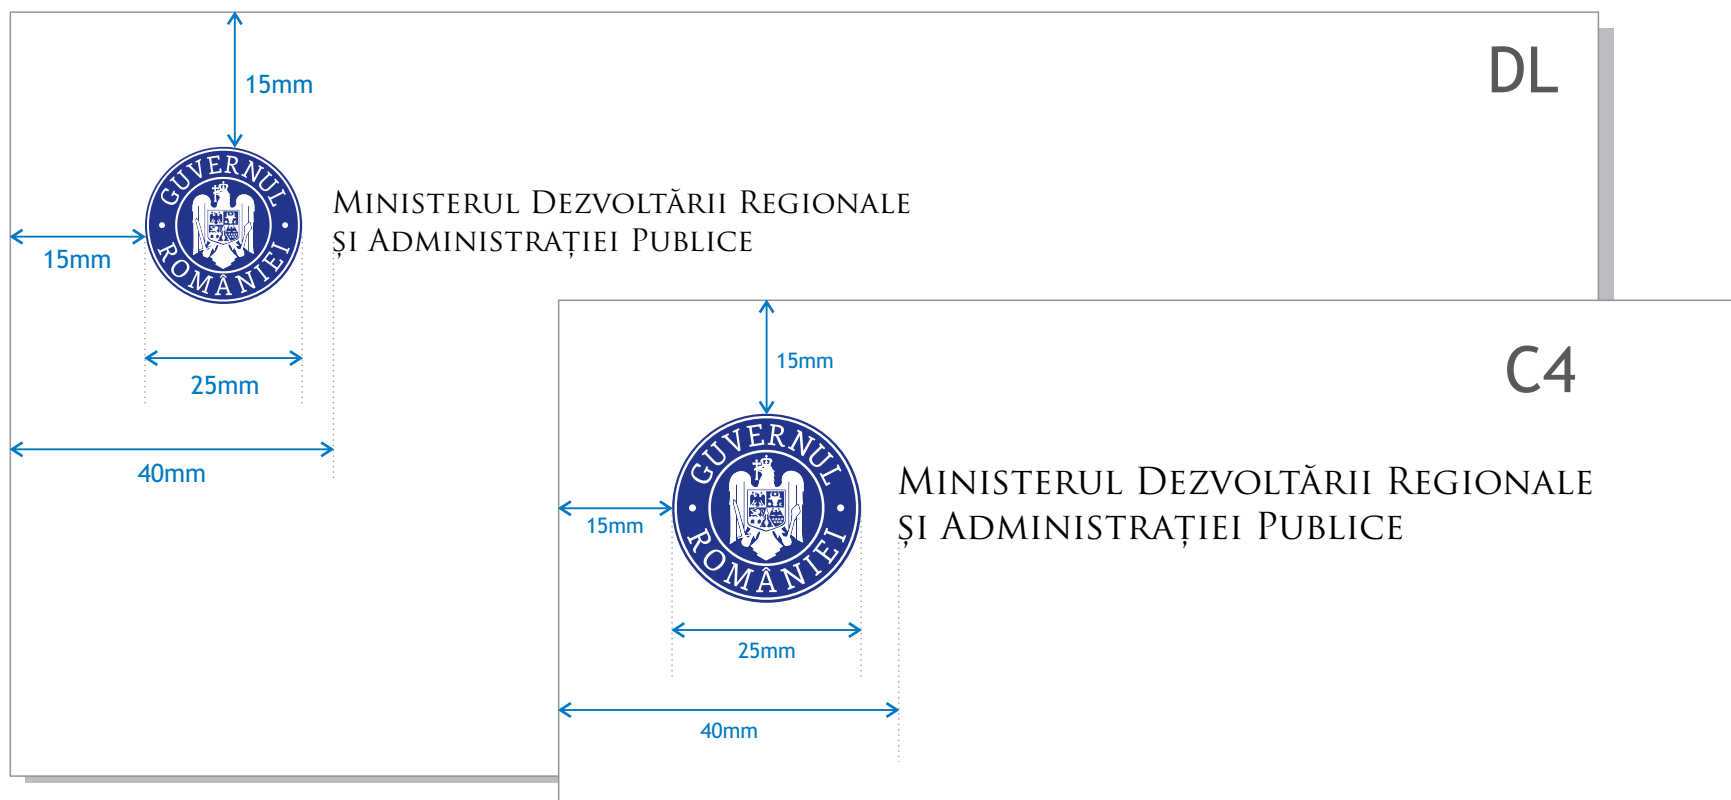 15mm
DL
GUVERNUL
ROMÂNIEI
Ministerul Dezvoltării Regionale
și Administrației Publice
15mm
25mm
40mm
15mm
C4
GUVERNUL
ROMÂNIEI
Ministerul Dezvoltării Regionale
și Administrației Publice
15mm
25mm
40mm